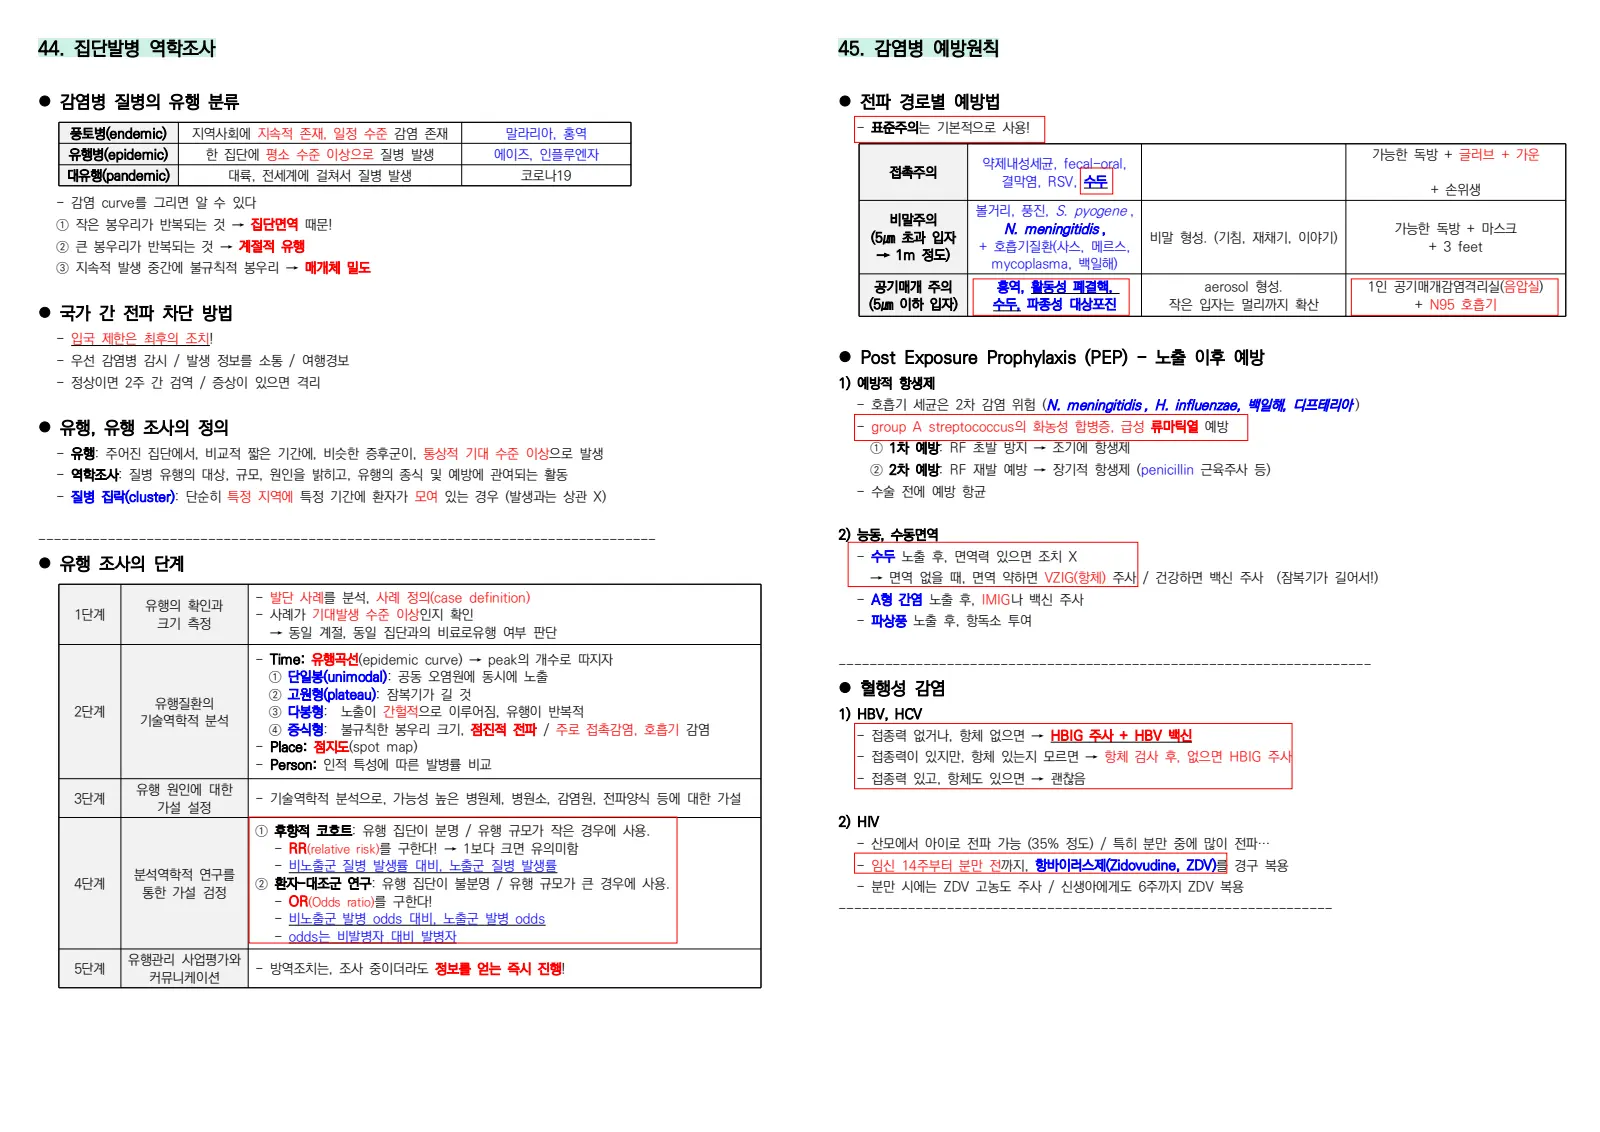 44. 집단발병 역학조사
● 감염병 질병의 유행 분류
풍토병(endemic) 지역사회에 지속적 존재, 일정 수준 감염 존재 말라리아, 홍역
유행병(epidemic) 한 집단에 평소 수준 이상으로 질병 발생 에이즈, 인플루엔자
대유행(pandemic) 대륙, 전세계에 걸쳐서 질병 발생 코로나19
- 감염 curve를 그리면 알 수 있다
① 작은 봉우리가 반복되는 것 → 집단면역 때문!
② 큰 봉우리가 반복되는 것 → 계절적 유행
③ 지속적 발생 중간에 불규칙적 봉우리 → 매개체 밀도
● 국가 간 전파 차단 방법
- 입국 제한은 최후의 조치!
- 우선 감염병 감시 / 발생 정보를 소통 / 여행경보
- 정상이면 2주 간 검역 / 증상이 있으면 격리
● 유행, 유행 조사의 정의
- 유행: 주어진 집단에서, 비교적 짧은 기간에, 비슷한 증후군이, 통상적 기대 수준 이상으로 발생
- 역학조사: 질병 유행의 대상, 규모, 원인을 밝히고, 유행의 종식 및 예방에 관여되는 활동
- 질병 집락(cluster): 단순히 특정 지역에 특정 기간에 환자가 모여 있는 경우 (발생과는 상관 X)
● 유행 조사의 단계
1단계
유행의 확인과
크기 측정
- 발단 사례를 분석, 사례 정의(case definition)
- 사례가 기대발생 수준 이상인지 확인
→ 동일 계절, 동일 집단과의 비료로유행 여부 판단
2단계
유행질환의
기술역학적 분석
- Time: 유행곡선(epidemic curve) → peak의 개수로 따지자
① 단일봉(unimodal): 공동 오염원에 동시에 노출
② 고원형(plateau): 잠복기가 길 것
③ 다봉형: 노출이 간헐적으로 이루어짐, 유행이 반복적
④ 증식형: 불규칙한 봉우리 크기, 점진적 전파 / 주로 접촉감염, 호흡기 감염
- Place: 점지도(spot map)
- Person: 인적 특성에 따른 발병률 비교
3단계
유행 원인에 대한
가설 설정
- 기술역학적 분석으로, 가능성 높은 병원체, 병원소, 감염원, 전파양식 등에 대한 가설
4단계
분석역학적 연구를
통한 가설 검정
① 후향적 코호트: 유행 집단이 분명 / 유행 규모가 작은 경우에 사용.
- RR(relative risk)를 구한다! → 1보다 크면 유의미함
- 비노출군 질병 발생률 대비, 노출군 질병 발생률
② 환자-대조군 연구: 유행 집단이 불분명 / 유행 규모가 큰 경우에 사용.
- OR(Odds ratio)를 구한다!
- 비노출군 발병 odds 대비, 노출군 발병 odds
- odds는 비발병자 대비 발병자
5단계
유행관리 사업평가와
커뮤니케이션
- 방역조치는, 조사 중이더라도 정보를 얻는 즉시 진행!
45. 감염병 예방원칙
● 전파 경로별 예방법
- 표준주의는 기본적으로 사용!
접촉주의
약제내성세균, fecal-oral,
결막염, RSV, 수두
가능한 독방 + 글러브 + 가운
+ 손위생
비말주의
(5㎛ 초과 입자
→ 1m 정도)
볼거리, 풍진, S. pyogene,
N. meningitidis,
+ 호흡기질환(사스, 메르스,
mycoplasma, 백일해)
비말 형성. (기침, 재채기, 이야기)
가능한 독방 + 마스크
+ 3 feet
공기매개 주의
(5㎛ 이하 입자)
홍역, 활동성 폐결핵,
수두, 파종성 대상포진
aerosol 형성.
작은 입자는 멀리까지 확산
1인 공기매개감염격리실(음압실)
+ N95 호흡기
● Post Exposure Prophylaxis (PEP) - 노출 이후 예방
1) 예방적 항생제
- 호흡기 세균은 2차 감염 위험 (N. meningitidis, H. influenzae, 백일해, 디프테리아)
- group A streptococcus의 화농성 합병증, 급성 류마틱열 예방
① 1차 예방: RF 초발 방지 → 조기에 항생제
② 2차 예방: RF 재발 예방 → 장기적 항생제 (penicillin 근육주사 등)
- 수술 전에 예방 항균
2) 능동, 수동면역
- 수두 노출 후, 면역력 있으면 조치 X
→ 면역 없을 때, 면역 약하면 VZIG(항체) 주사 / 건강하면 백신 주사 (잠복기가 길어서!)
- A형 간염 노출 후, IMIG나 백신 주사
- 파상풍 노출 후, 항독소 투여
● 혈행성 감염
1) HBV, HCV
- 접종력 없거나, 항체 없으면 → HBIG 주사 + HBV 백신
- 접종력이 있지만, 항체 있는지 모르면 → 항체 검사 후, 없으면 HBIG 주사
- 접종력 있고, 항체도 있으면 → 괜찮음
2) HIV
- 산모에서 아이로 전파 가능 (35% 정도) / 특히 분만 중에 많이 전파…
- 임신 14주부터 분만 전까지, 항바이러스제(Zidovudine, ZDV)를 경구 복용
- 분만 시에는 ZDV 고농도 주사 / 신생아에게도 6주까지 ZDV 복용